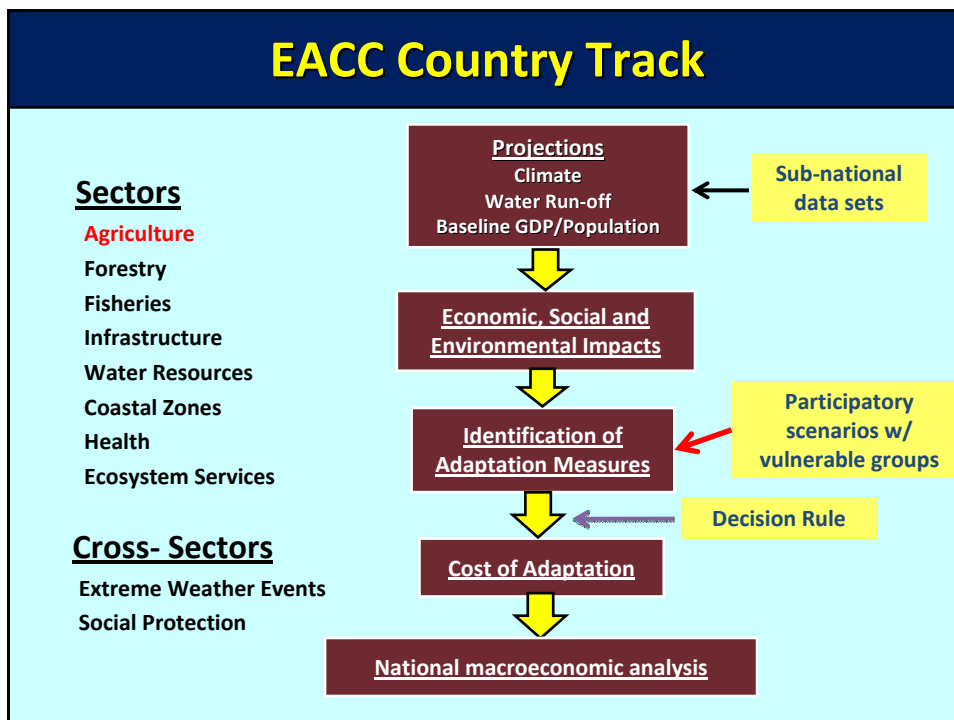 EACC Country Track
Sectors
Agriculture
Forestry
Fisheries
Infrastructure
Water Resources
Coastal Zones
Health
Ecosystem Services
Cross- Sectors
Extreme Weather Events
Social Protection
Projections
Climate
Water Run-off
Baseline GDP/Population
Sub-national
data sets
Economic, Social and
Environmental Impacts
Identification of
Adaptation Measures
Participatory
scenarios w/
vulnerable groups
Decision Rule
Cost of Adaptation
National macroeconomic analysis